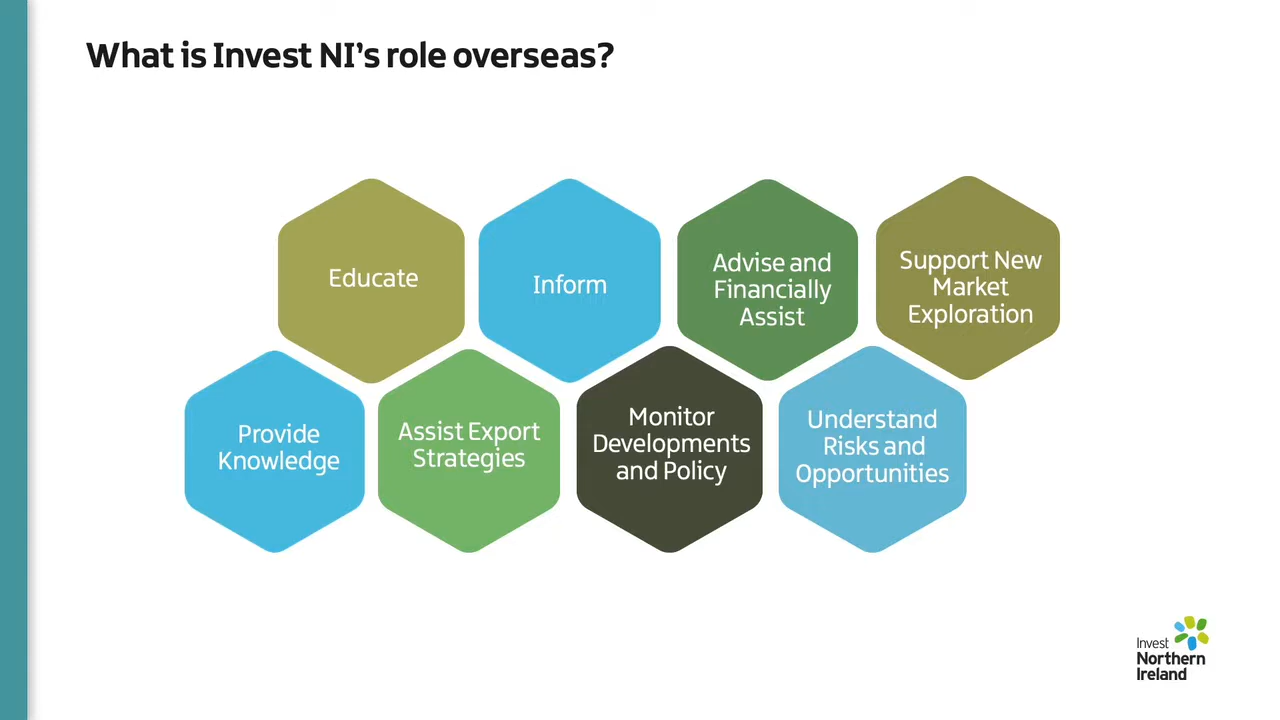 What is Invest NI's role overseas?
Educate
Inform
Advise and
Financially
Assist
Support New
Market
Exploration
Provide
Knowledge
Assist Export
Strategies
Monitor
Developments
and Policy
Understand
Risks and
Opportunities
Invest
Northern
Ireland